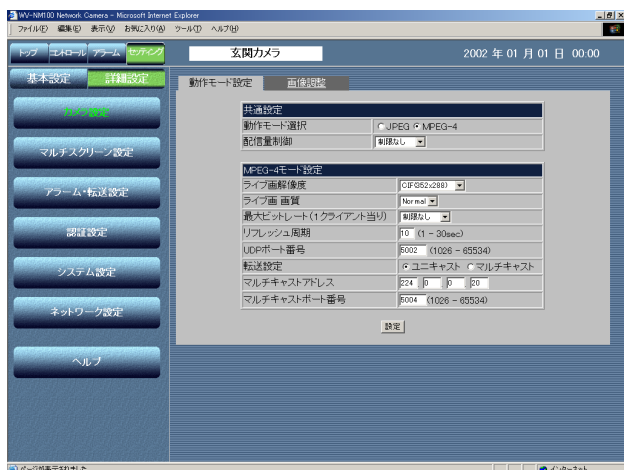 WV-NM100 Network Camera - Microsoft Internet Explorer
ファイル(F) 編集(E) 表示(V) お気に入り(A) ツール(T) ヘルプ(H)
トップ コントロール アラーム セッティング 玄関カメラ 2002 年 01 月 01 日 00:00
基本設定 詳細設定 動作モード設定 画像調整
カメラ設定
マルチスクリーン設定
アラーム・転送設定
認証設定
システム設定
ネットワーク設定
ヘルプ
共通設定
動作モード選択 JPEG MPEG-4
配信量制御 制限なし
MPEG-4モード設定
ライブ画解像度 CIF(352x288)
ライブ画 画質 Normal
最大ビットレート(1クライアント当り) 制限なし
リフレッシュ周期 10 (1 - 30sec)
UDPポート番号 5002 (1026 - 65534)
転送設定 ユニキャスト マルチキャスト
マルチキャストアドレス 224 0 0 20
マルチキャストポート番号 5004 (1026 - 65534)
設定
ページが表示されました インターネット